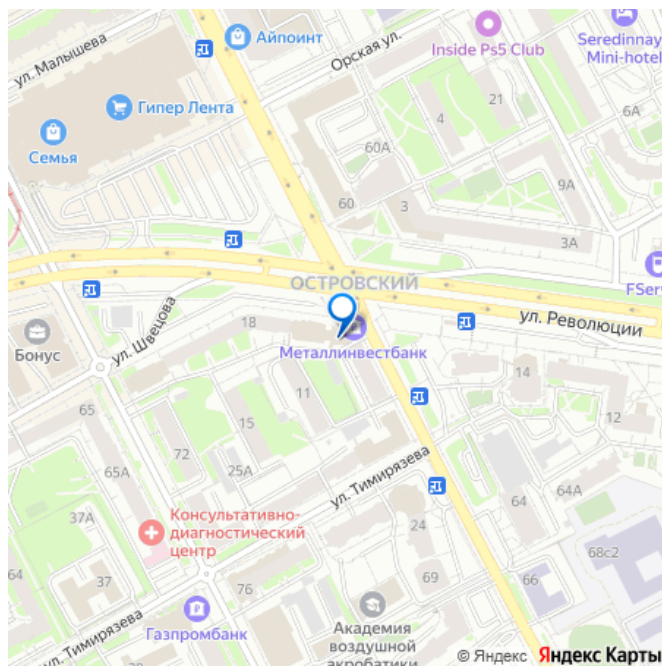 Айпоинт
ул. Малышева
Орская ул.
Inside Ps5 Club
Seredinnay
Mini-hotel
Гипер Лента
Семья
21
4
60А
9А
60
3
3А
ОСТРОВСКИЙ
FServ
ул. Революции
ул. Швецова
18
Металлинвестбанк
Бонус
14
12
11
15
65
72
25А
65А
ул. Тимирязева
64
64А
37А
Консультативно-
диагностический
центр
24
68с2
64
37
76
69
66
Газпромбанк
ул. Тимирязева
Академия
воздушной
акробатики
© Яндекс Яндекс Карты